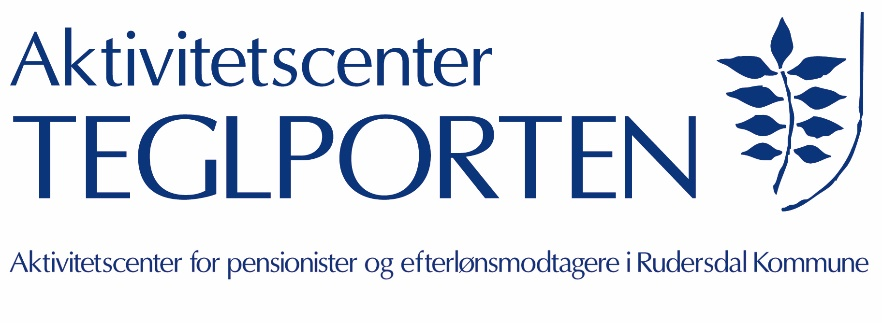 Aktivitetscenter
TEGLPORTEN
Aktivitetscenter for pensionister og efterlønsmodtagere i Rudersdal Kommune